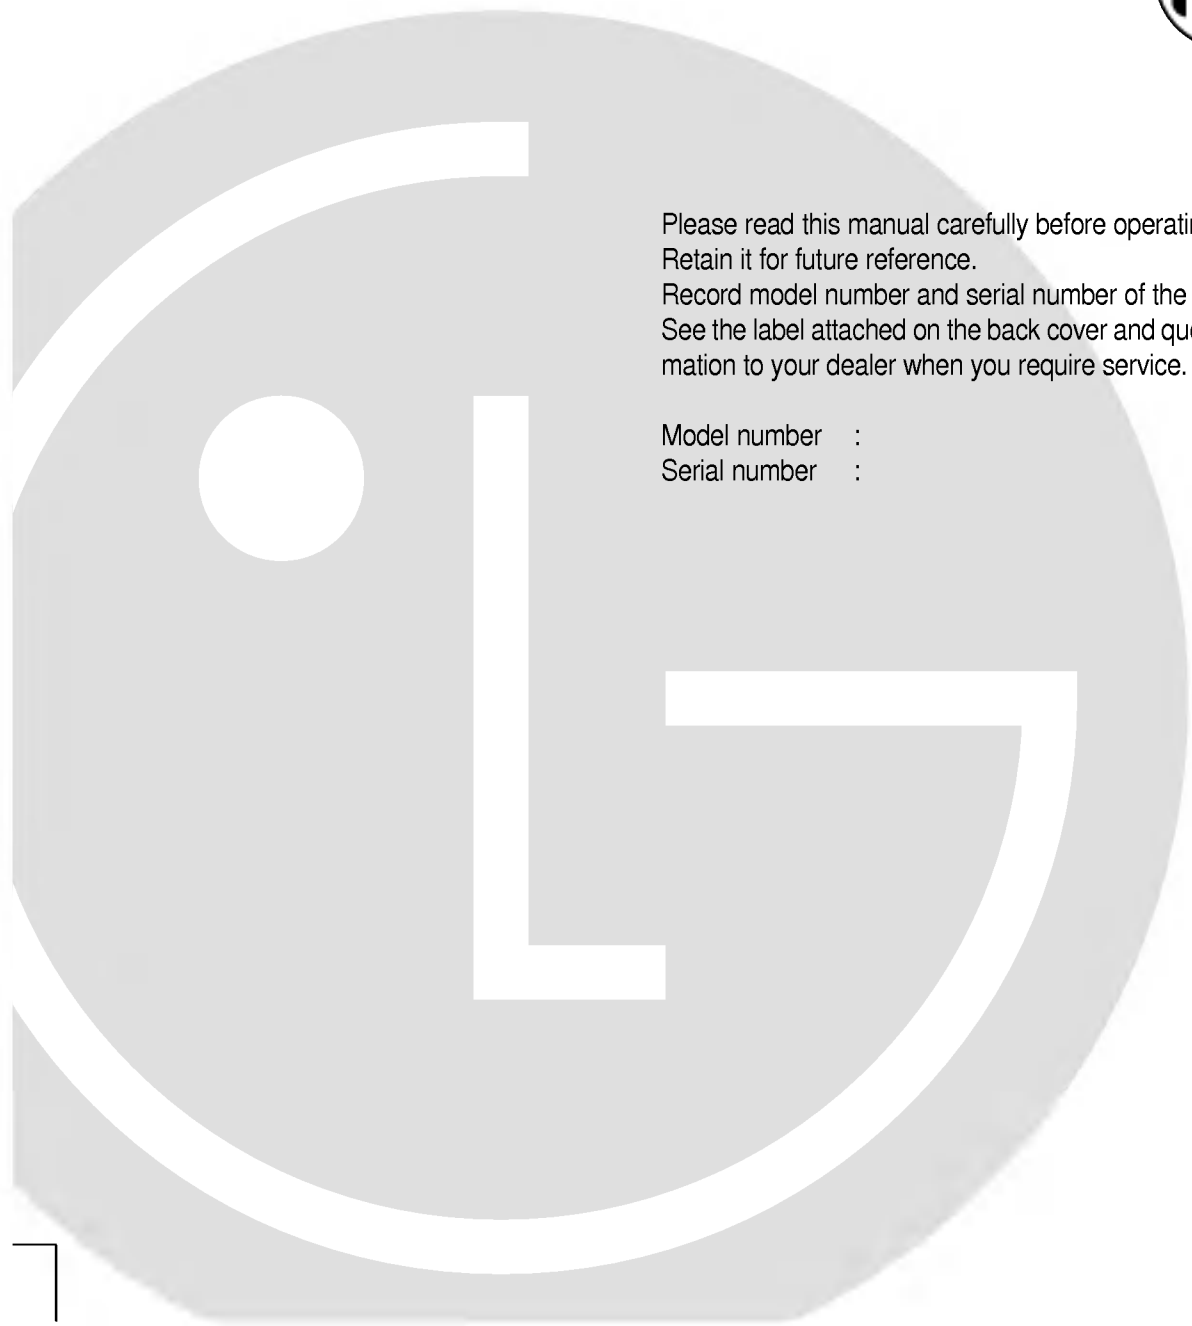 Please read this manual carefully before operatin
Retain it for future reference.
Record model number and serial number of the
See the label attached on the back cover and quo
mation to your dealer when you require service.
Model number :
Serial number :